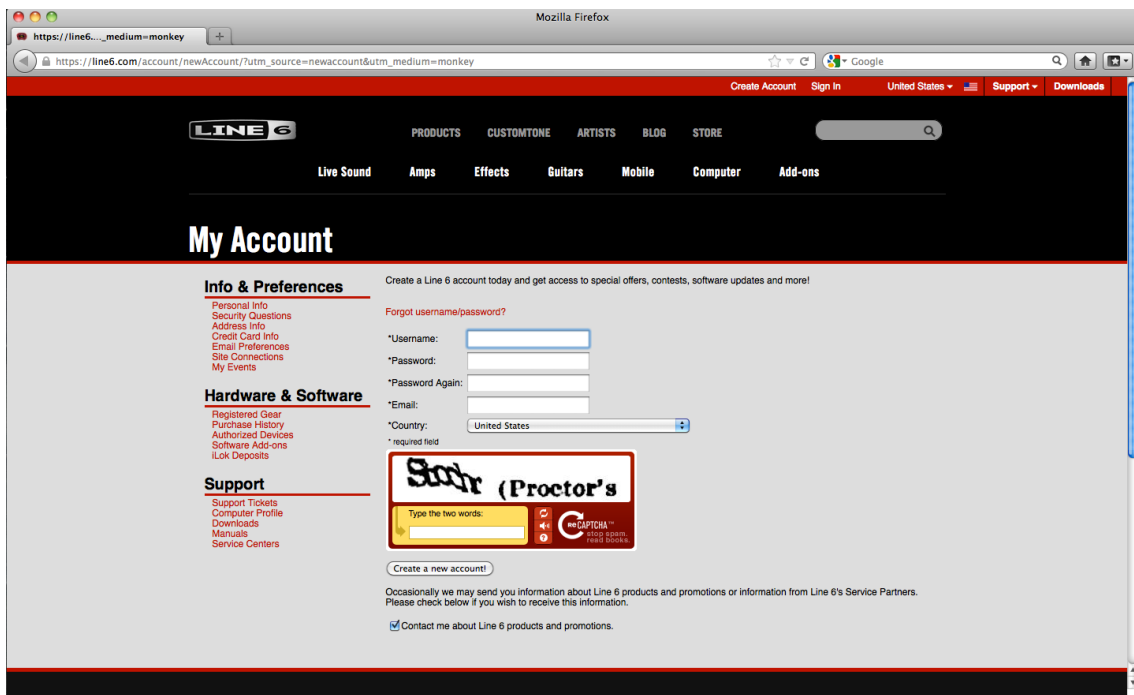 Mozilla Firefox
https://line6...._medium=monkey
+
https://line6.com/account/newAccount/?utm_source=newaccount&utm_medium=monkey
Google
Create Account Sign In United States Support Downloads
LINE 6
PRODUCTS CUSTOMTONE ARTISTS BLOG STORE
Live Sound Amps Effects Guitars Mobile Computer Add-ons
My Account
Info & Preferences
Personal Info
Security Questions
Address Info
Credit Card Info
Email Preferences
Site Connections
My Events
Hardware & Software
Registered Gear
Purchase History
Authorized Devices
Software Add-ons
iLok Deposits
Support
Support Tickets
Computer Profile
Downloads
Manuals
Service Centers
Create a Line 6 account today and get access to special offers, contests, software updates and more!
Forgot username/password?
*Username:
*Password:
*Password Again:
*Email:
*Country: United States
* required field
(Proctor's
Type the two words:
?
reCAPTCHA™
stop spam.
read books.
Create a new account!
Occasionally we may send you information about Line 6 products and promotions or information from Line 6's Service Partners.
Please check below if you wish to receive this information.
Contact me about Line 6 products and promotions.